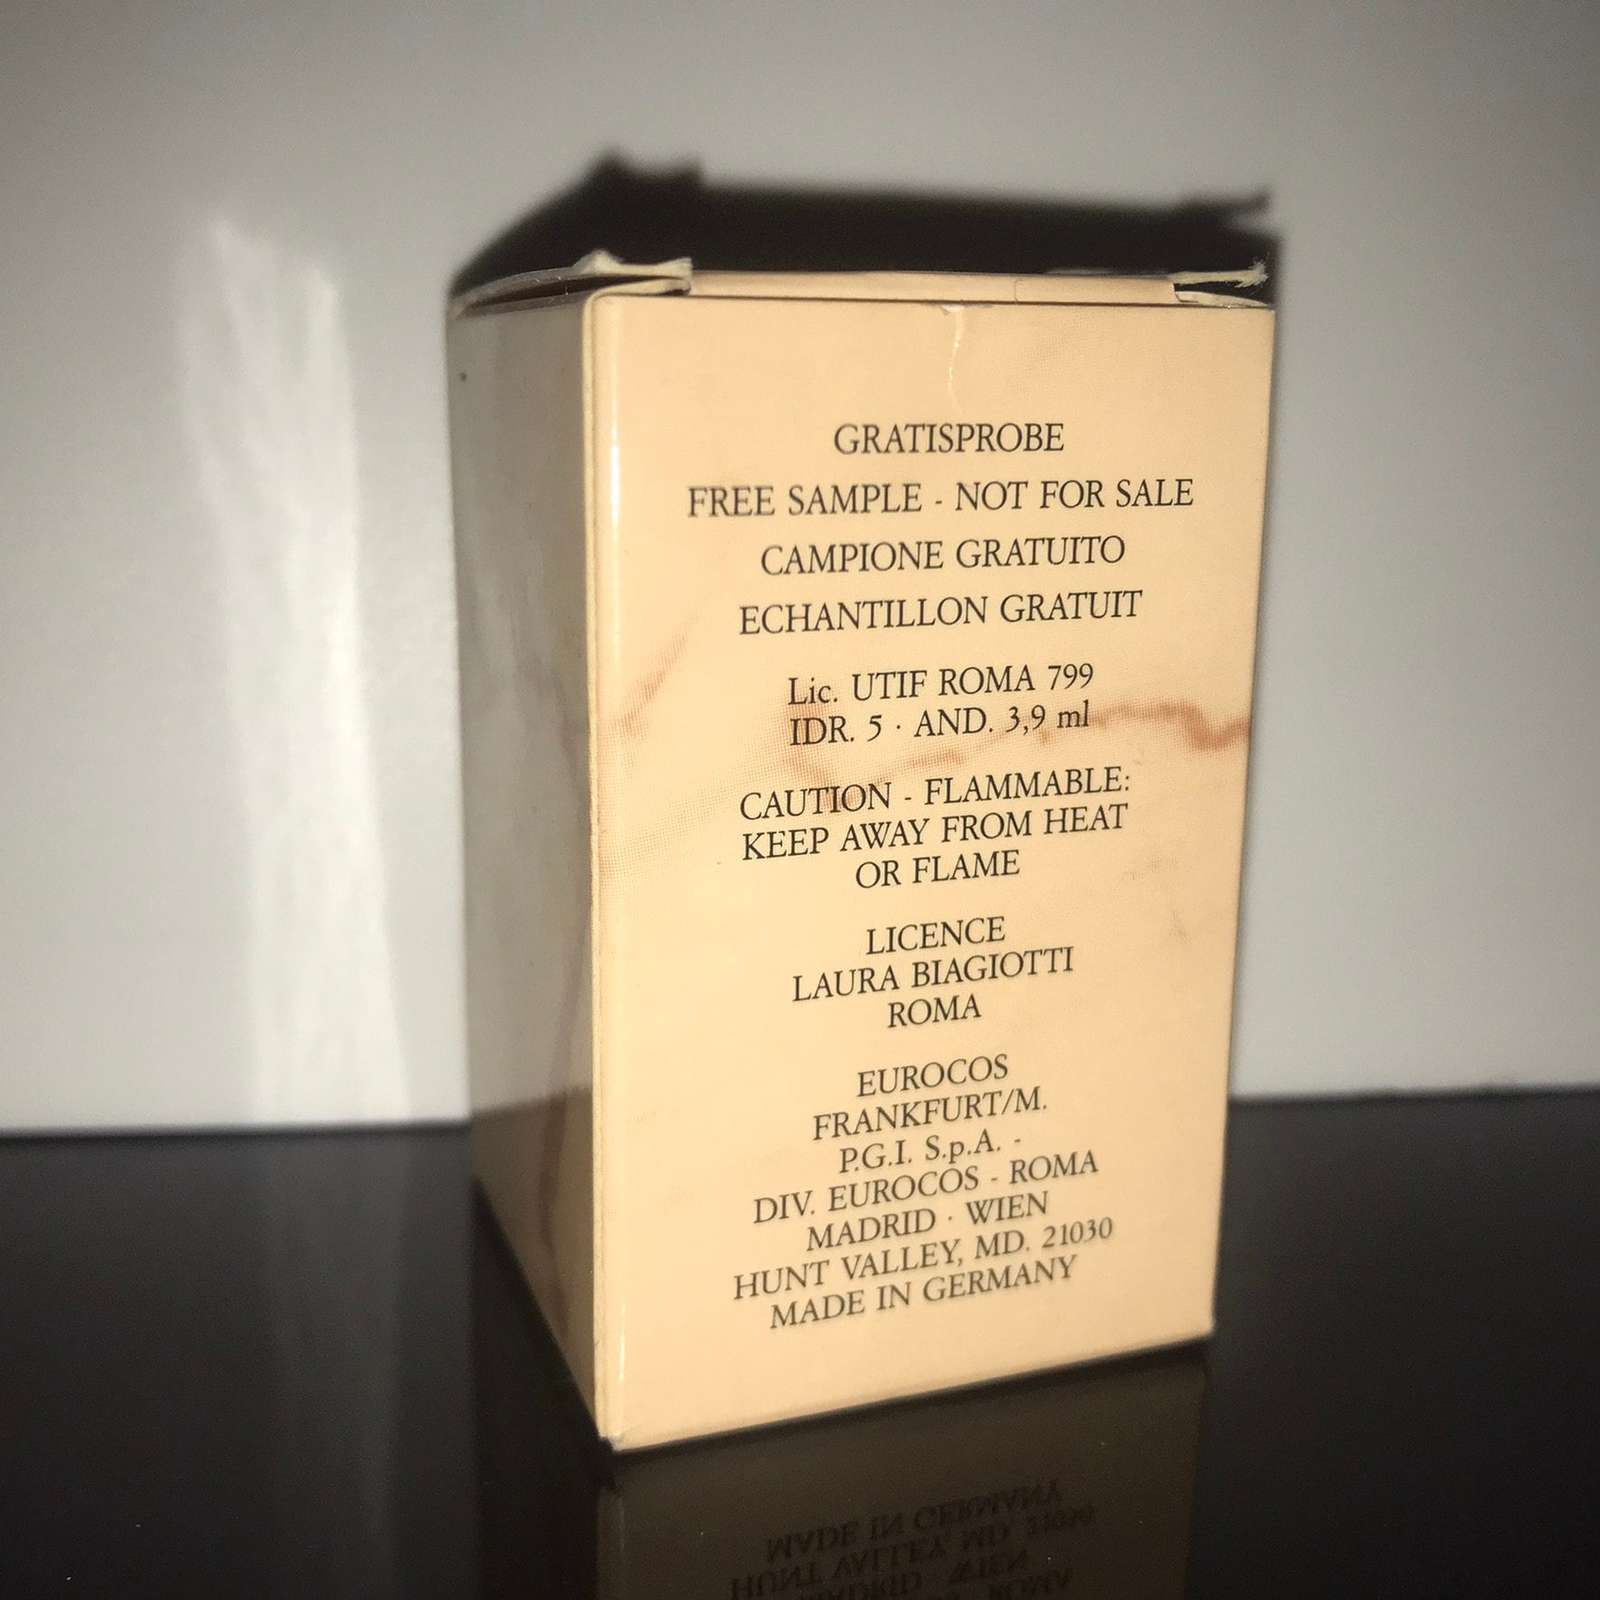 GRATISPROBE
FREE SAMPLE - NOT FOR SALE
CAMPIONE GRATUITO
ECHANTILLON GRATUIT
Lic. UTIF ROMA 799
IDR. 5 · AND. 3,9 ml
CAUTION - FLAMMABLE:
KEEP AWAY FROM HEAT
OR FLAME
LICENCE
LAURA BIAGIOTTI
ROMA
EUROCOS
FRANKFURT/M.
P.G.I. S.p.A. -
DIV. EUROCOS - ROMA
MADRID · WIEN
HUNT VALLEY, MD. 21030
MADE IN GERMANY